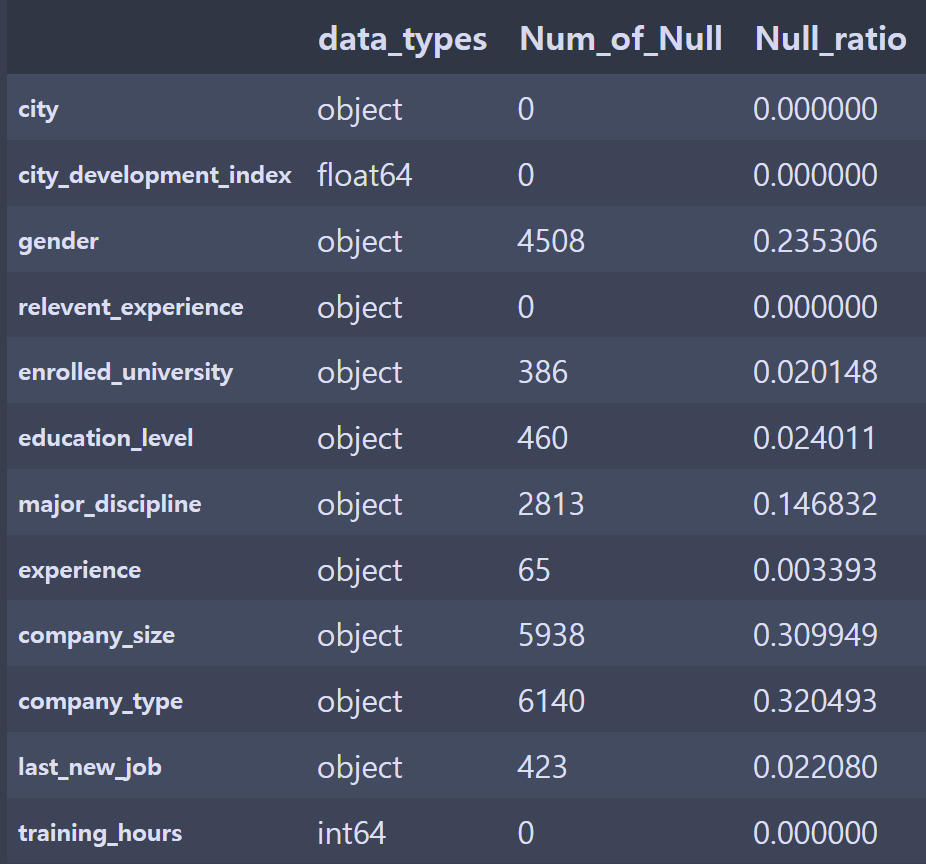 data_types Num_of_Null Null_ratio
city object 0 0.000000
city_development_index float64 0 0.000000
gender object 4508 0.235306
relevent_experience object 0 0.000000
enrolled_university object 386 0.020148
education_level object 460 0.024011
major_discipline object 2813 0.146832
experience object 65 0.003393
company_size object 5938 0.309949
company_type object 6140 0.320493
last_new_job object 423 0.022080
training_hours int64 0 0.000000